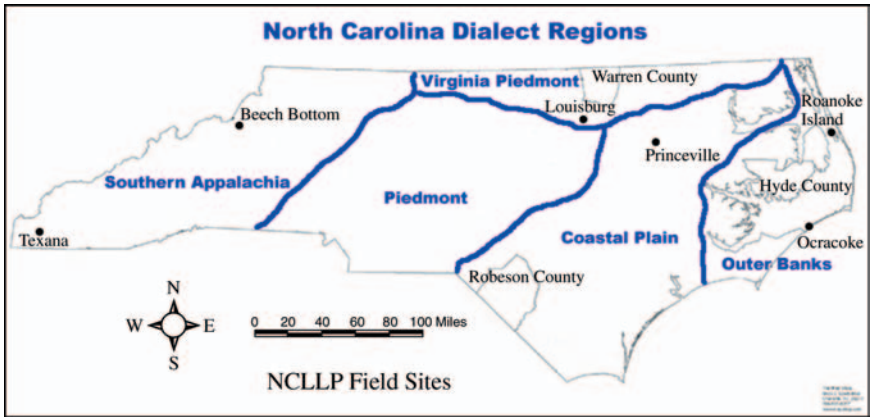 North Carolina Dialect Regions
Virginia Piedmont
Warren County
Beech Bottom
Louisburg
Roanoke
Island
Princeville
Southern Appalachia
Piedmont
Hyde County
Texana
Coastal Plain
Ocracoke
Outer Banks
Robeson County
N
W E
S
0 20 40 60 80 100 Miles
NCLLP Field Sites